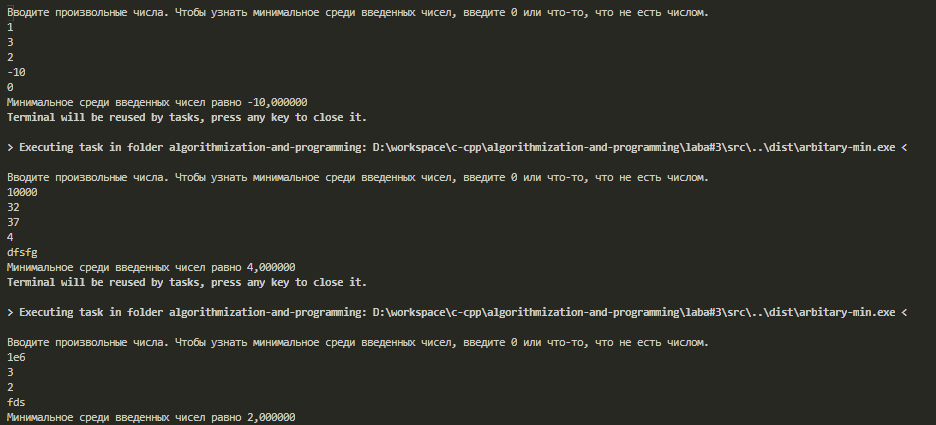 Вводите произвольные числа. Чтобы узнать минимальное среди введенных чисел, введите 0 или что-то, что не есть числом.
1
3
2
-10
0
Минимальное среди введенных чисел равно -10,000000
Terminal will be reused by tasks, press any key to close it.
> Executing task in folder algorithmization-and-programming: D:\workspace\c-cpp\algorithmization-and-programming\laba#3\src\..\dist\arbitary-min.exe <
Вводите произвольные числа. Чтобы узнать минимальное среди введенных чисел, введите 0 или что-то, что не есть числом.
10000
32
37
4
dfsfg
Минимальное среди введенных чисел равно 4,000000
Terminal will be reused by tasks, press any key to close it.
> Executing task in folder algorithmization-and-programming: D:\workspace\c-cpp\algorithmization-and-programming\laba#3\src\..\dist\arbitary-min.exe <
Вводите произвольные числа. Чтобы узнать минимальное среди введенных чисел, введите 0 или что-то, что не есть числом.
1e6
3
2
fds
Минимальное среди введенных чисел равно 2,000000